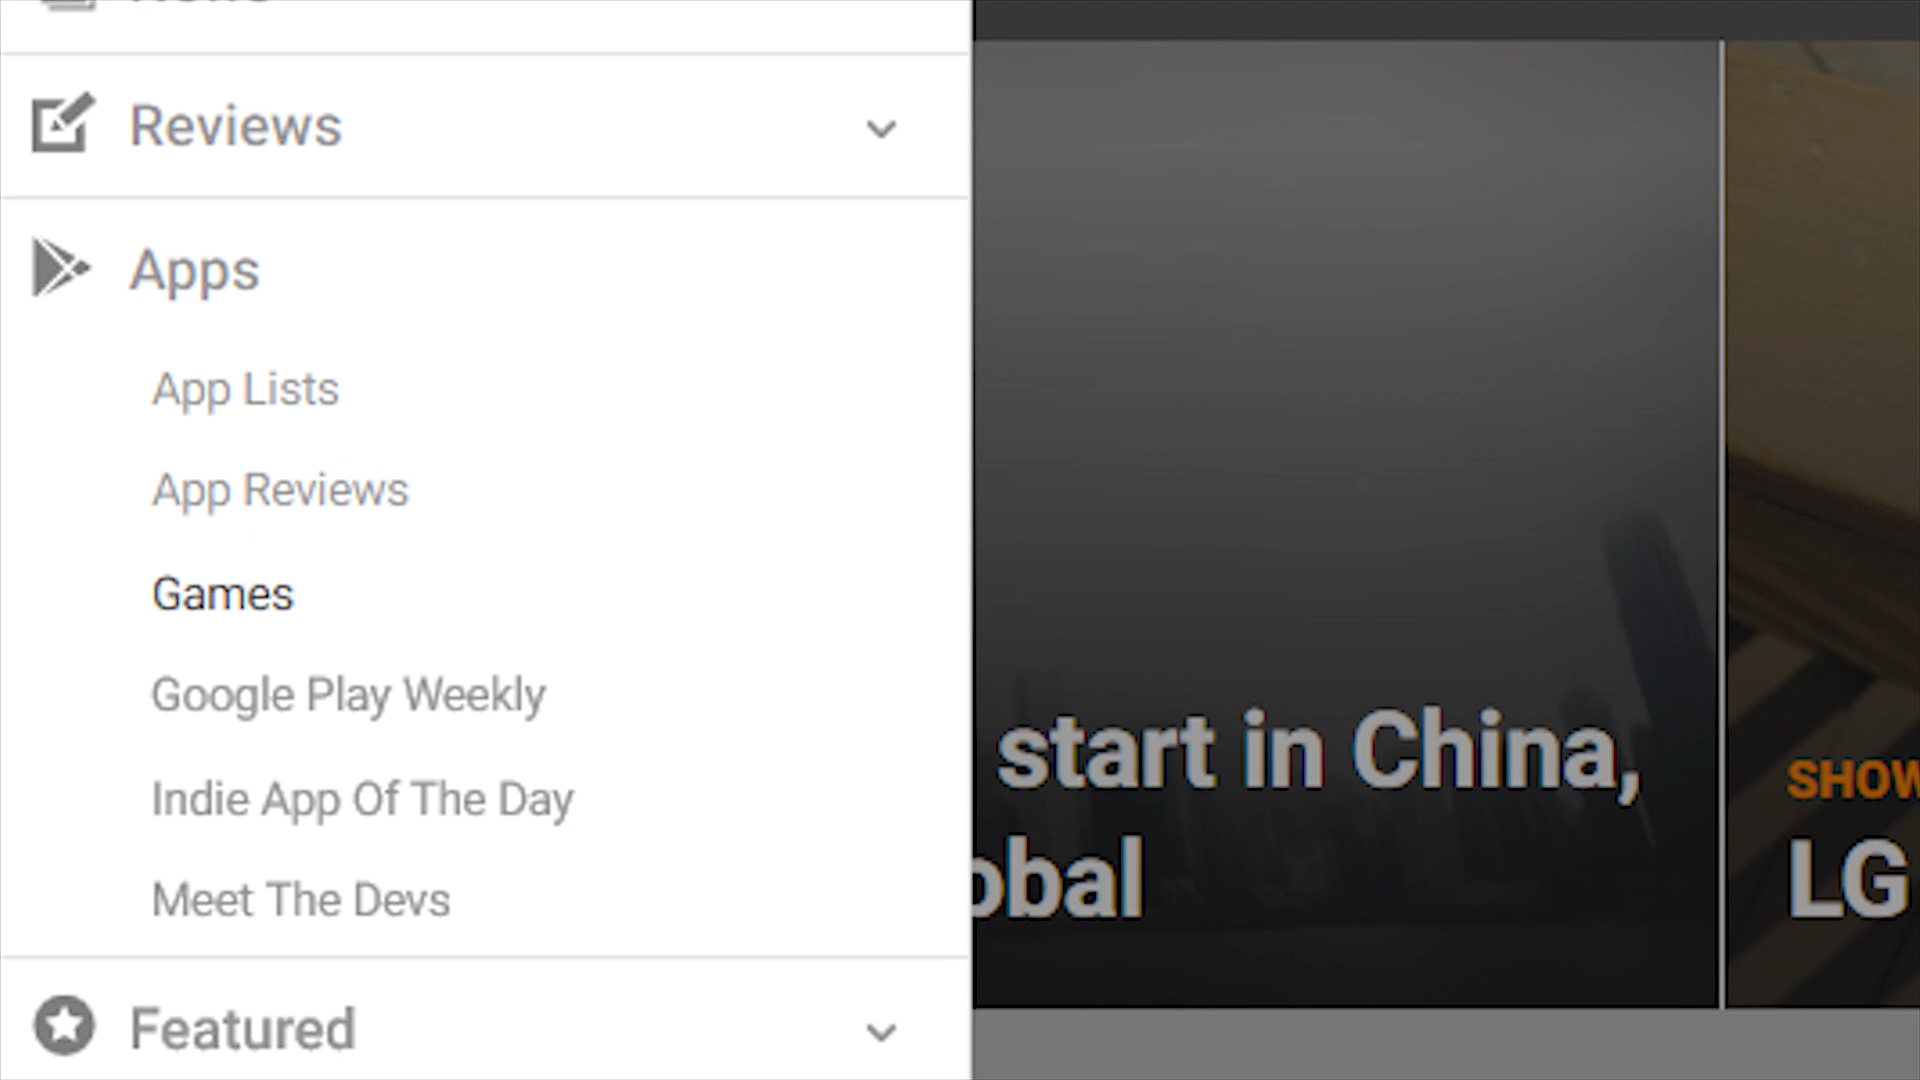 News
Reviews
Apps
App Lists
App Reviews
Games
Google Play Weekly
Indie App Of The Day
Meet The Devs
Featured
start in China,
obal
SHOW
LG